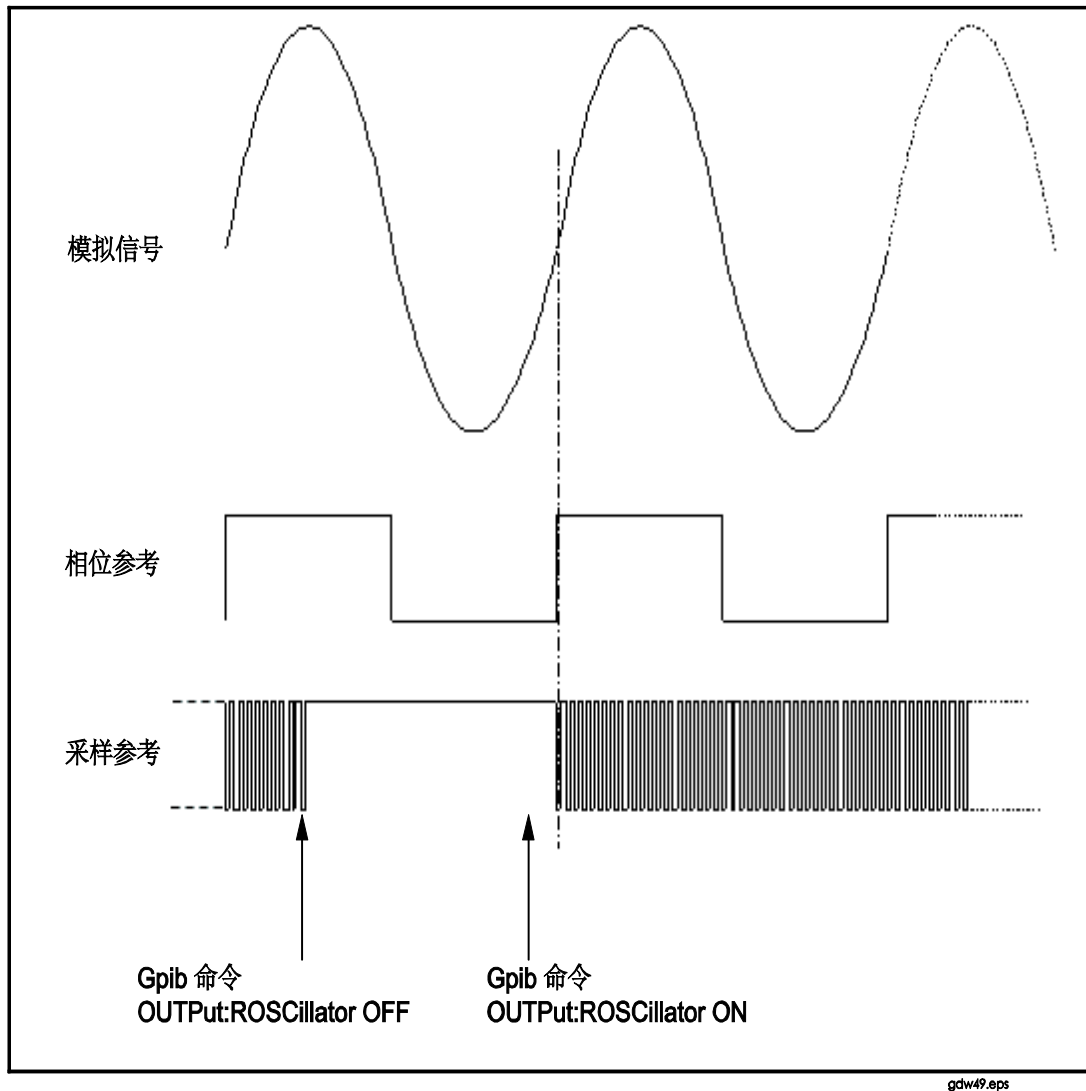 模拟信号
相位参考
采样参考
Gpib 命令
OUTPut:ROSCillator OFF
Gpib 命令
OUTPut:ROSCillator ON
gdw49.eps